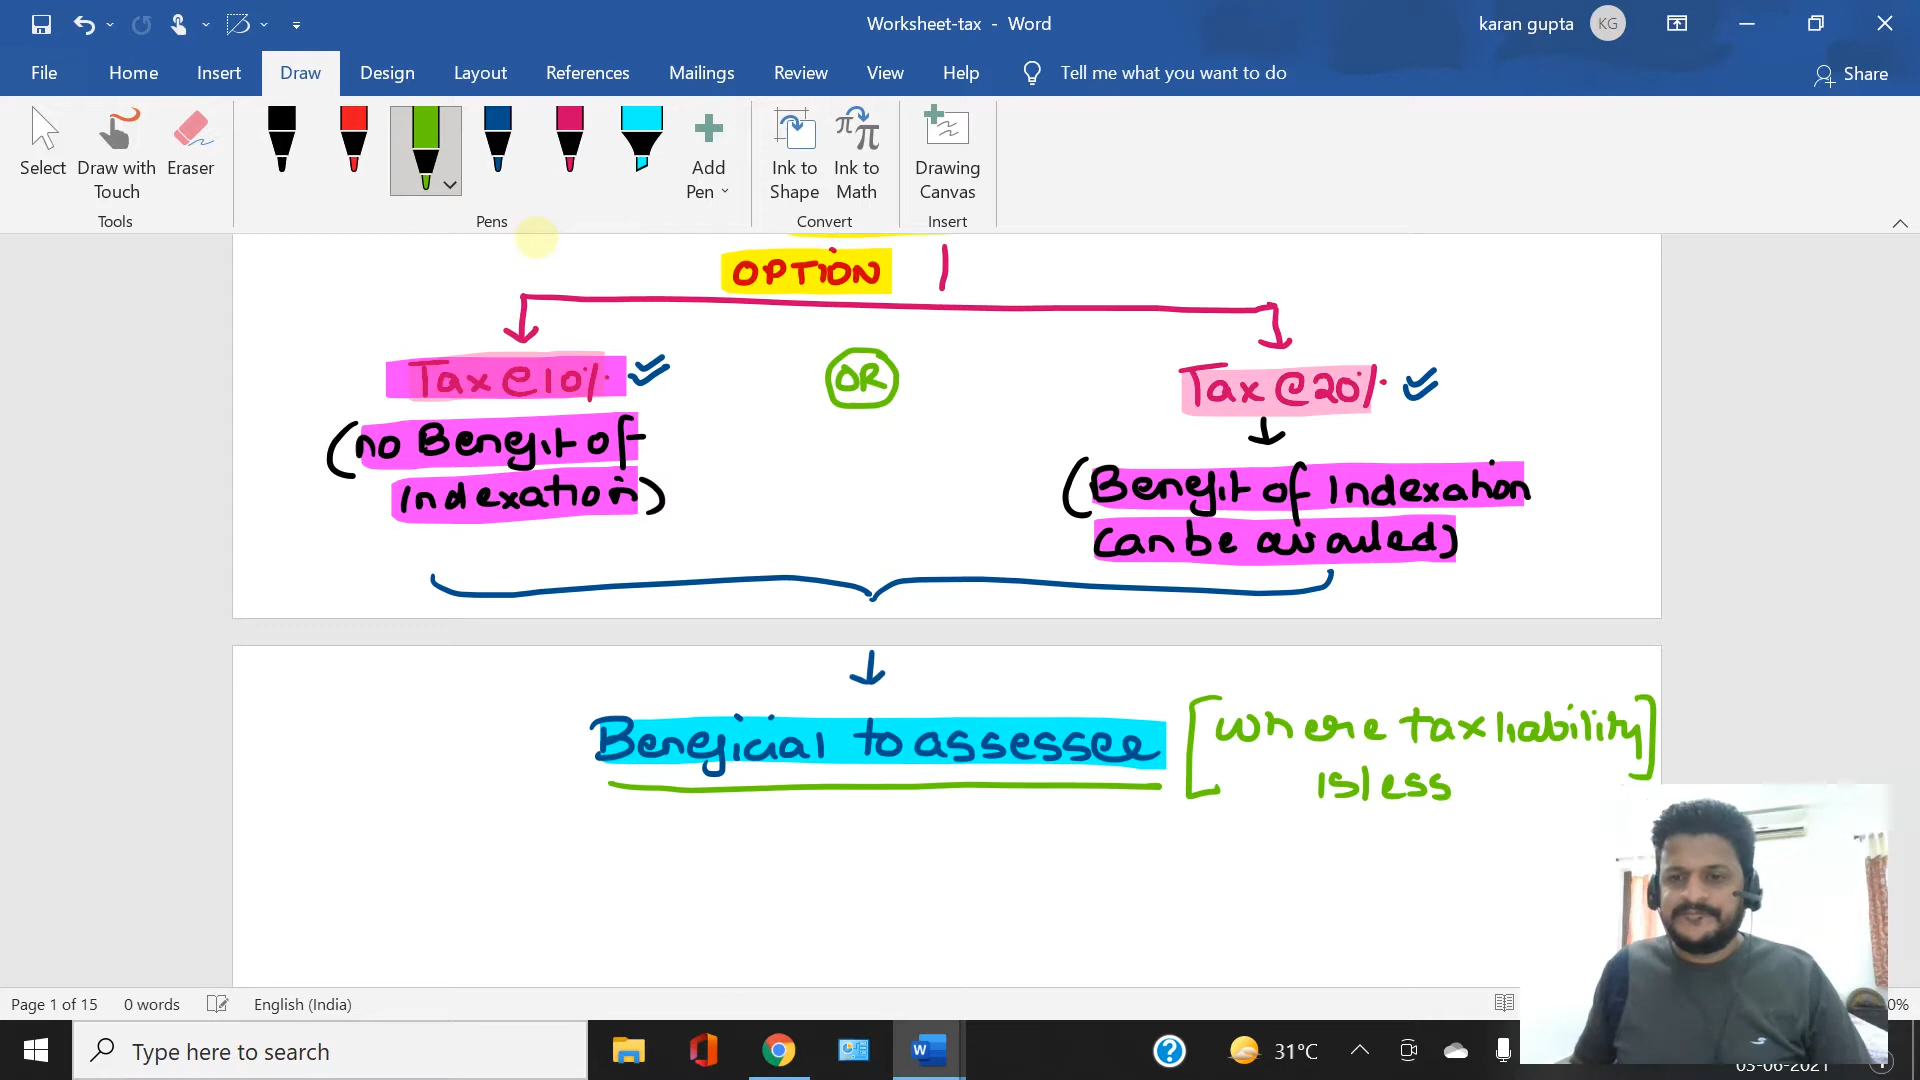 Worksheet-tax - Word
karan gupta
KG
File Home Insert Draw Design Layout References Mailings Review View Help Tell me what you want to do Share
Select Draw with Touch Eraser
Add Pen
Ink to Shape Ink to Math
Drawing Canvas
Tools Pens Convert Insert
OPTION
Tax@10% OR Tax@20%
(no Benefit of
Indexation)
(Benefit of Indexation
can be availed)
Beneficial to assessee [where tax liability]
is less
Page 1 of 15 0 words English (India) 0%
Type here to search
31°C
03-06-2021